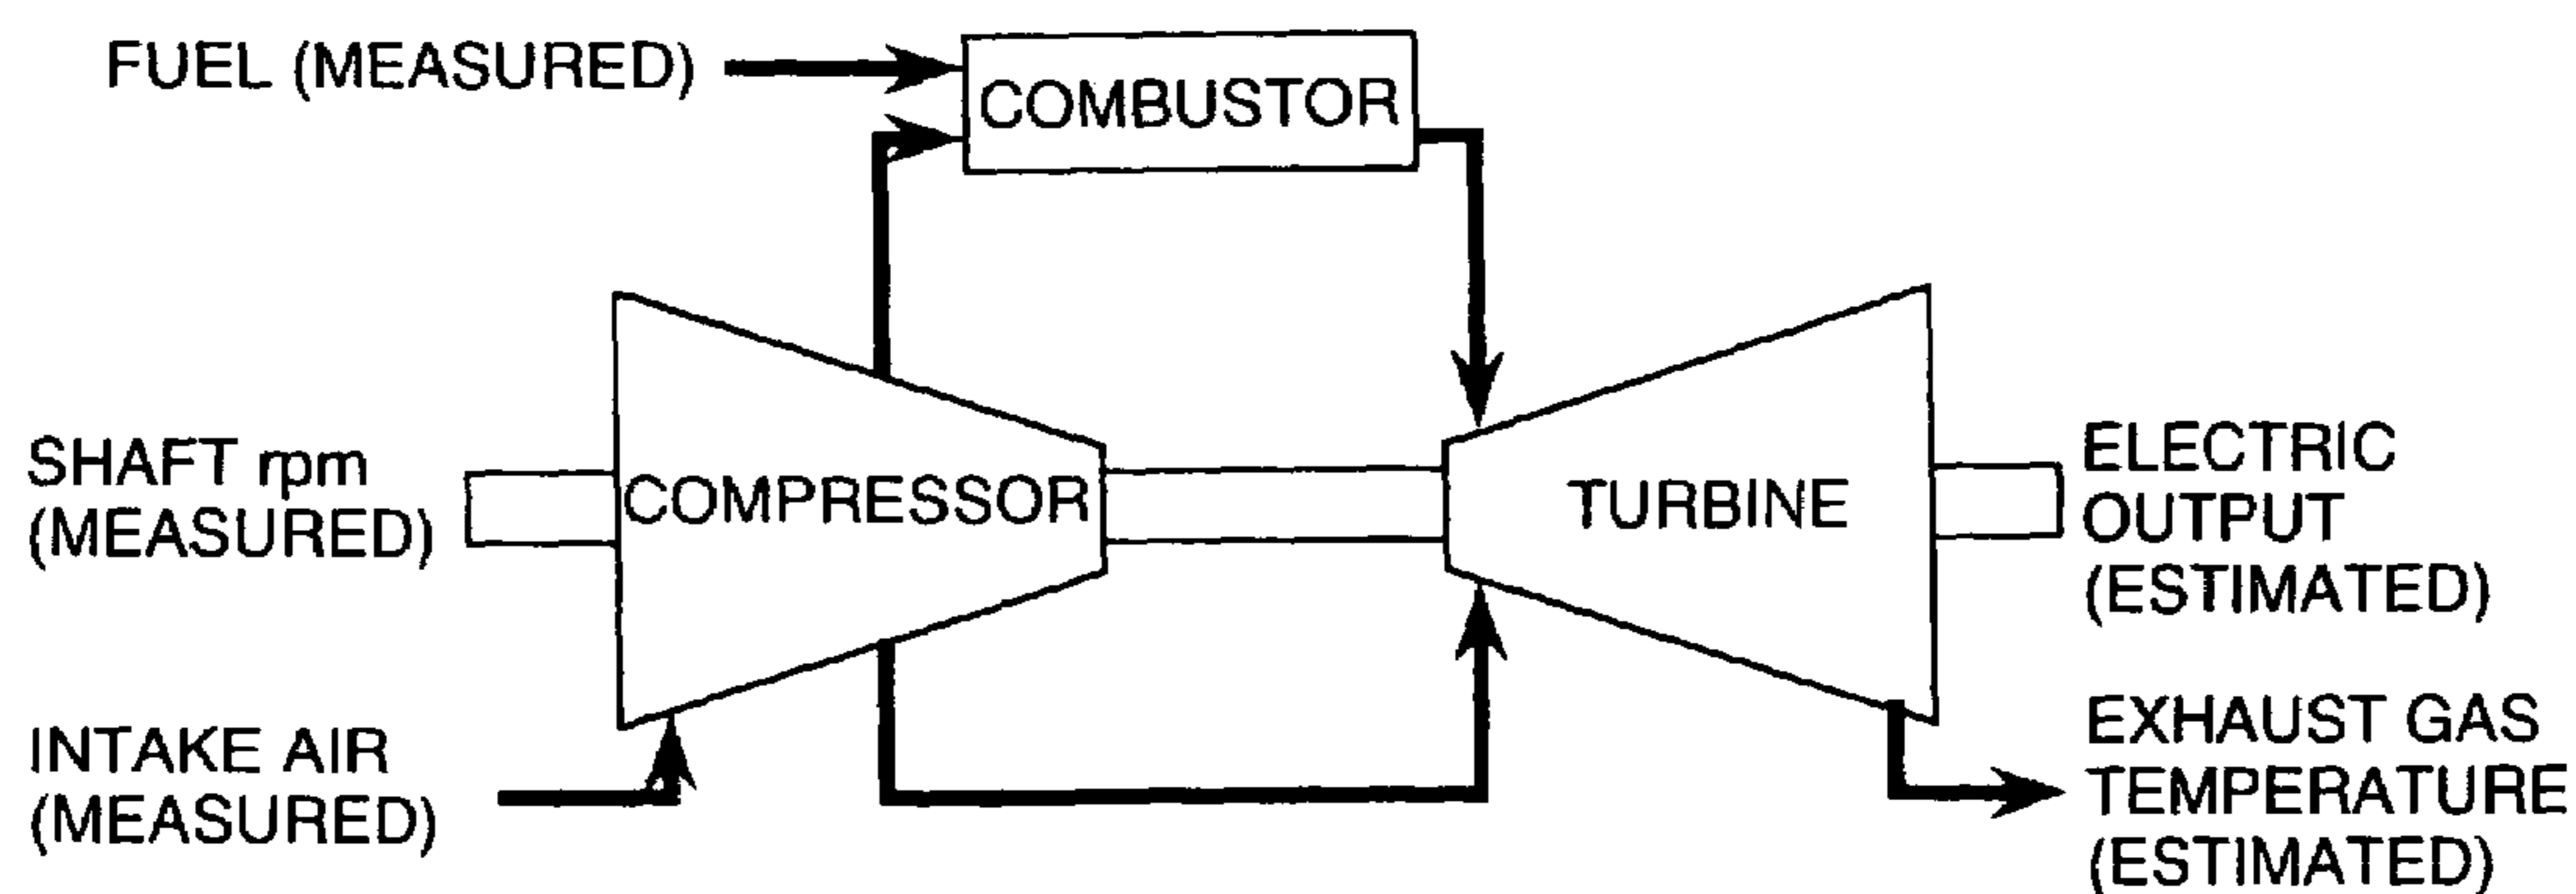 FUEL (MEASURED)
COMBUSTOR
SHAFT rpm
(MEASURED)
COMPRESSOR
TURBINE
ELECTRIC
OUTPUT
(ESTIMATED)
INTAKE AIR
(MEASURED)
EXHAUST GAS
TEMPERATURE
(ESTIMATED)